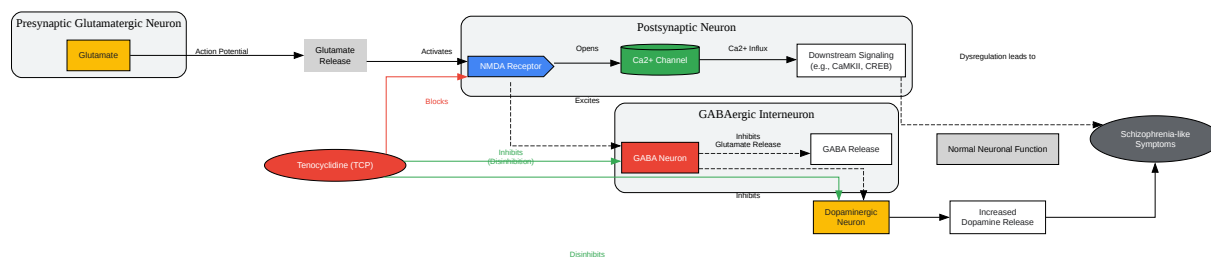 Presynaptic Glutamatergic Neuron
Glutamate
Action Potential
Glutamate
Release
Activates
Postsynaptic Neuron
NMDA Receptor
Opens
Ca2+ Channel
Ca2+ Influx
Downstream Signaling
(e.g., CaMKII, CREB)
Dysregulation leads to
Blocks
Excites
GABAergic Interneuron
Tenocyclidine (TCP)
Inhibits
(Disinhibition)
GABA Neuron
Inhibits
Glutamate Release
GABA Release
Normal Neuronal Function
Schizophrenia-like
Symptoms
Inhibits
Dopaminergic
Neuron
Increased
Dopamine Release
Disinhibits